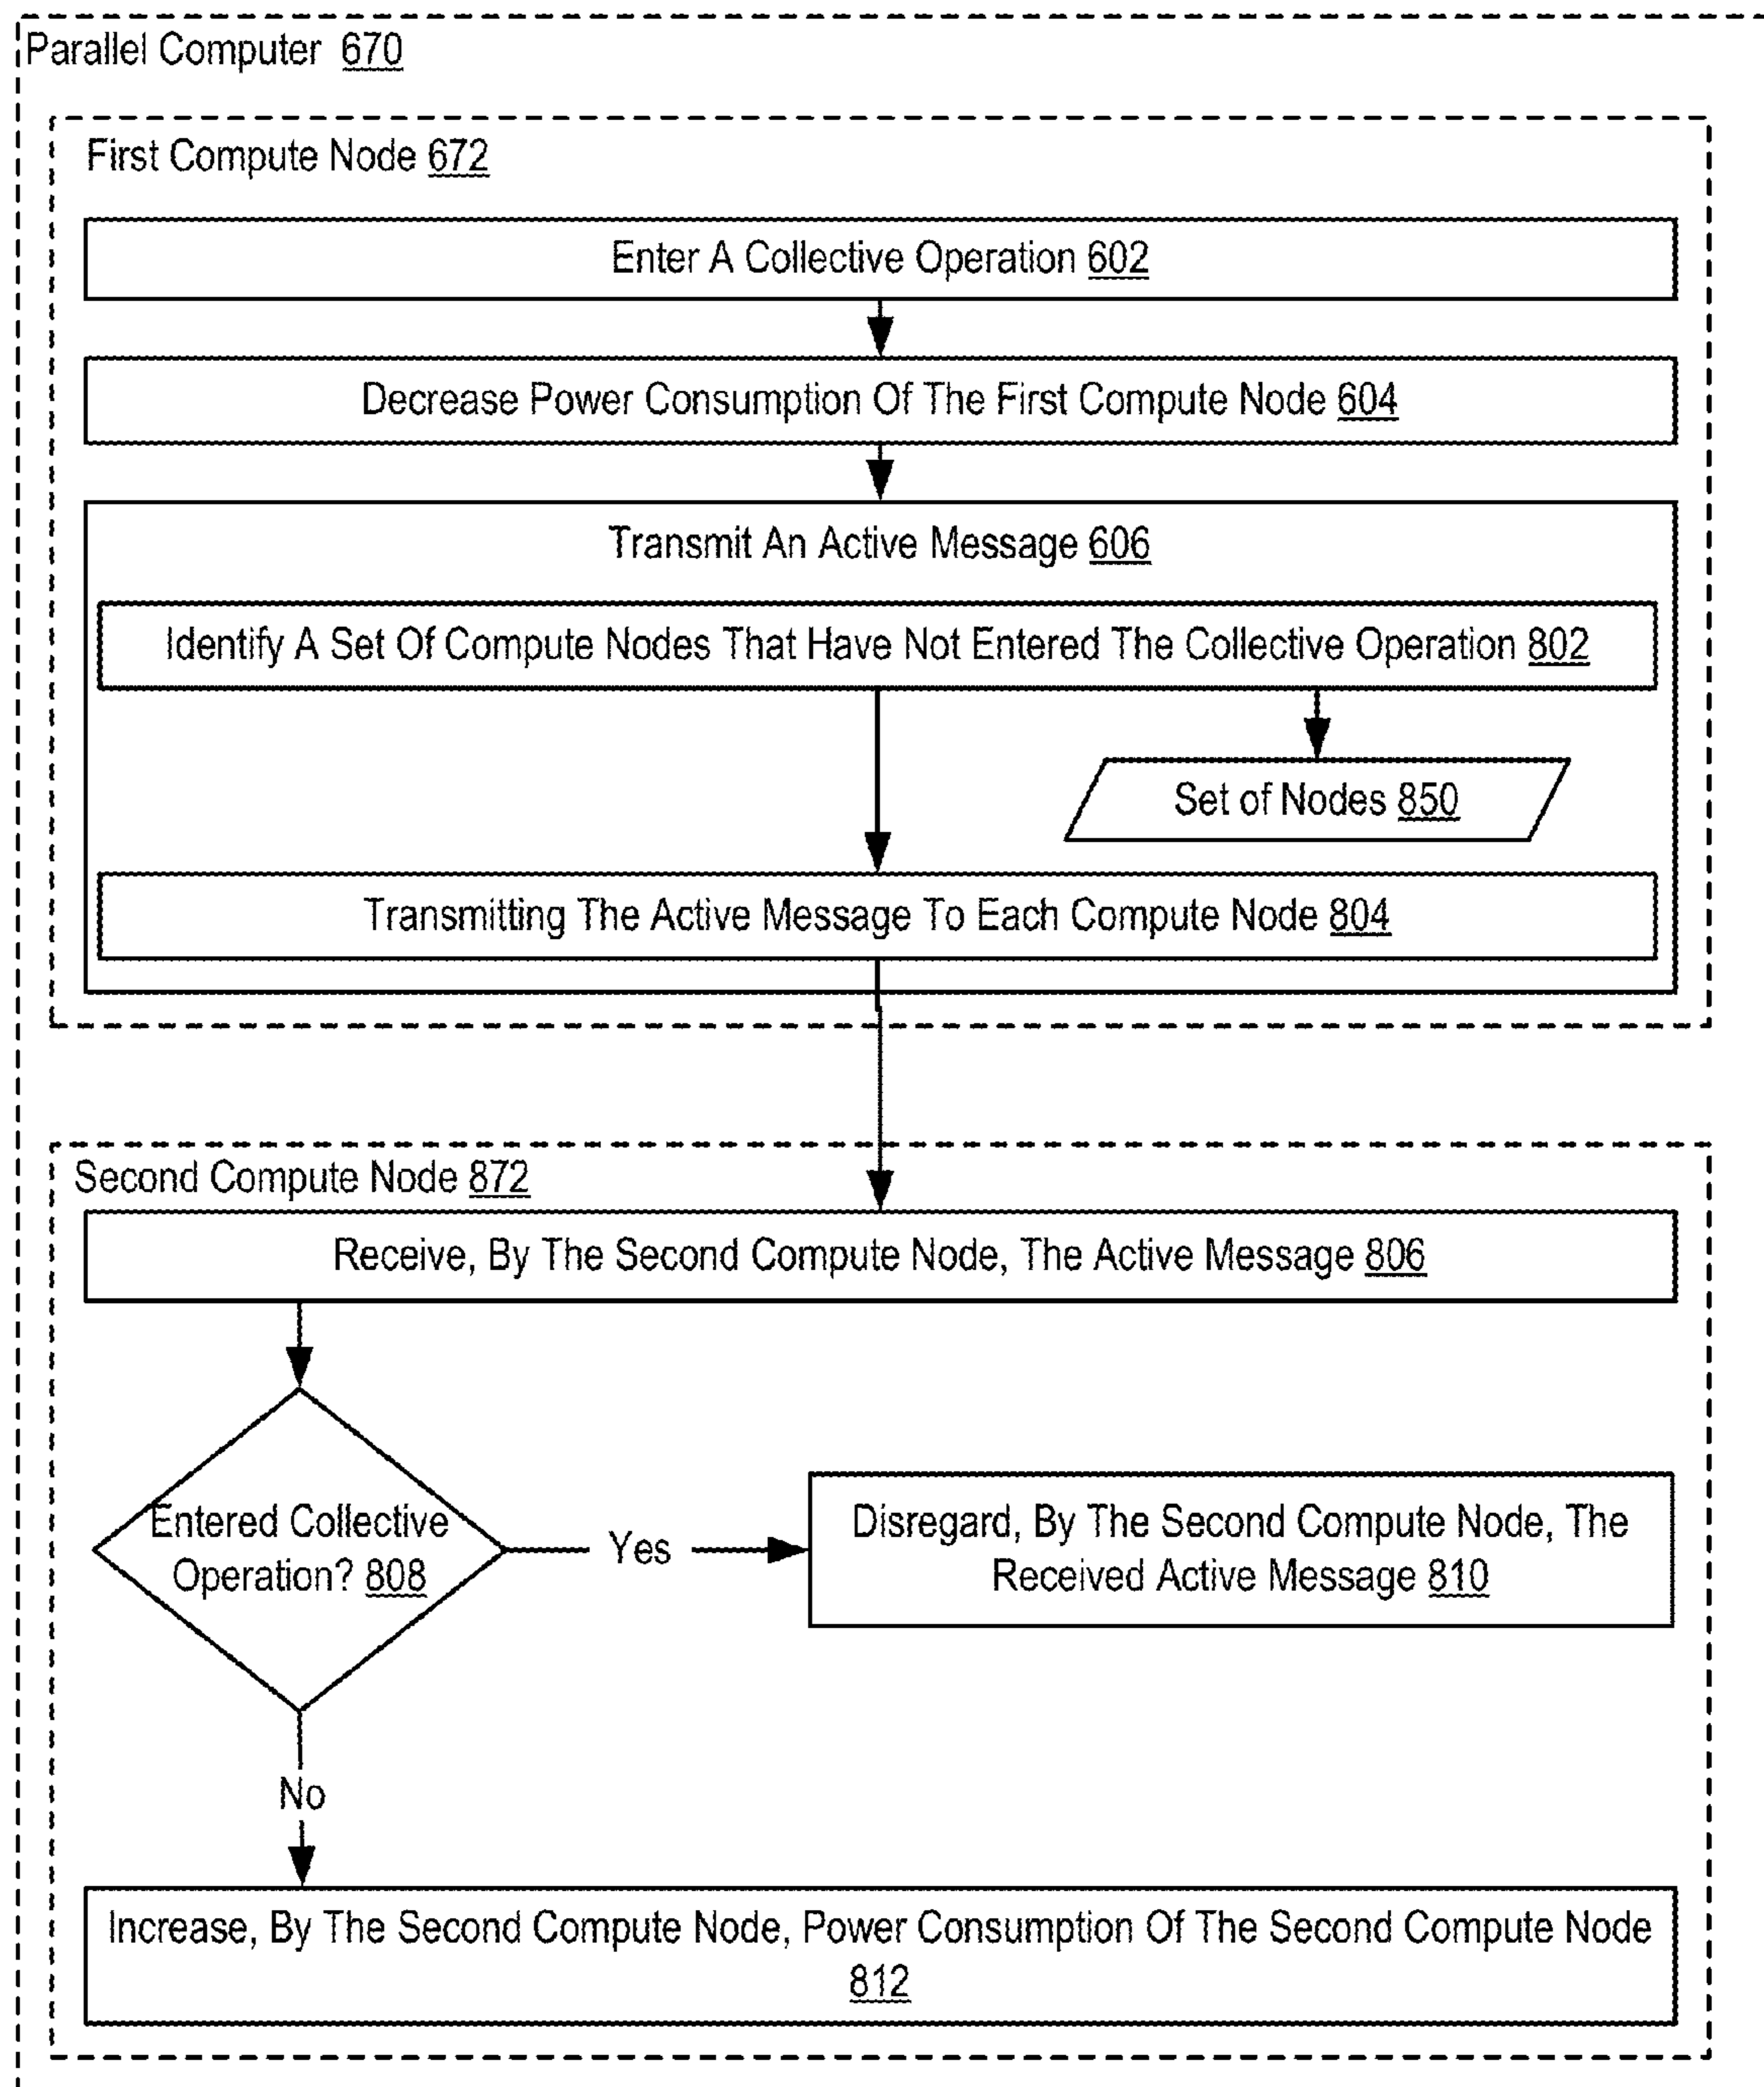 Parallel Computer 670
First Compute Node 672
Enter A Collective Operation 602
Decrease Power Consumption Of The First Compute Node 604
Transmit An Active Message 606
Identify A Set Of Compute Nodes That Have Not Entered The Collective Operation 802
Set of Nodes 850
Transmitting The Active Message To Each Compute Node 804
Second Compute Node 872
Receive, By The Second Compute Node, The Active Message 806
Entered Collective
Operation? 808
Yes
Disregard, By The Second Compute Node, The
Received Active Message 810
No
Increase, By The Second Compute Node, Power Consumption Of The Second Compute Node
812